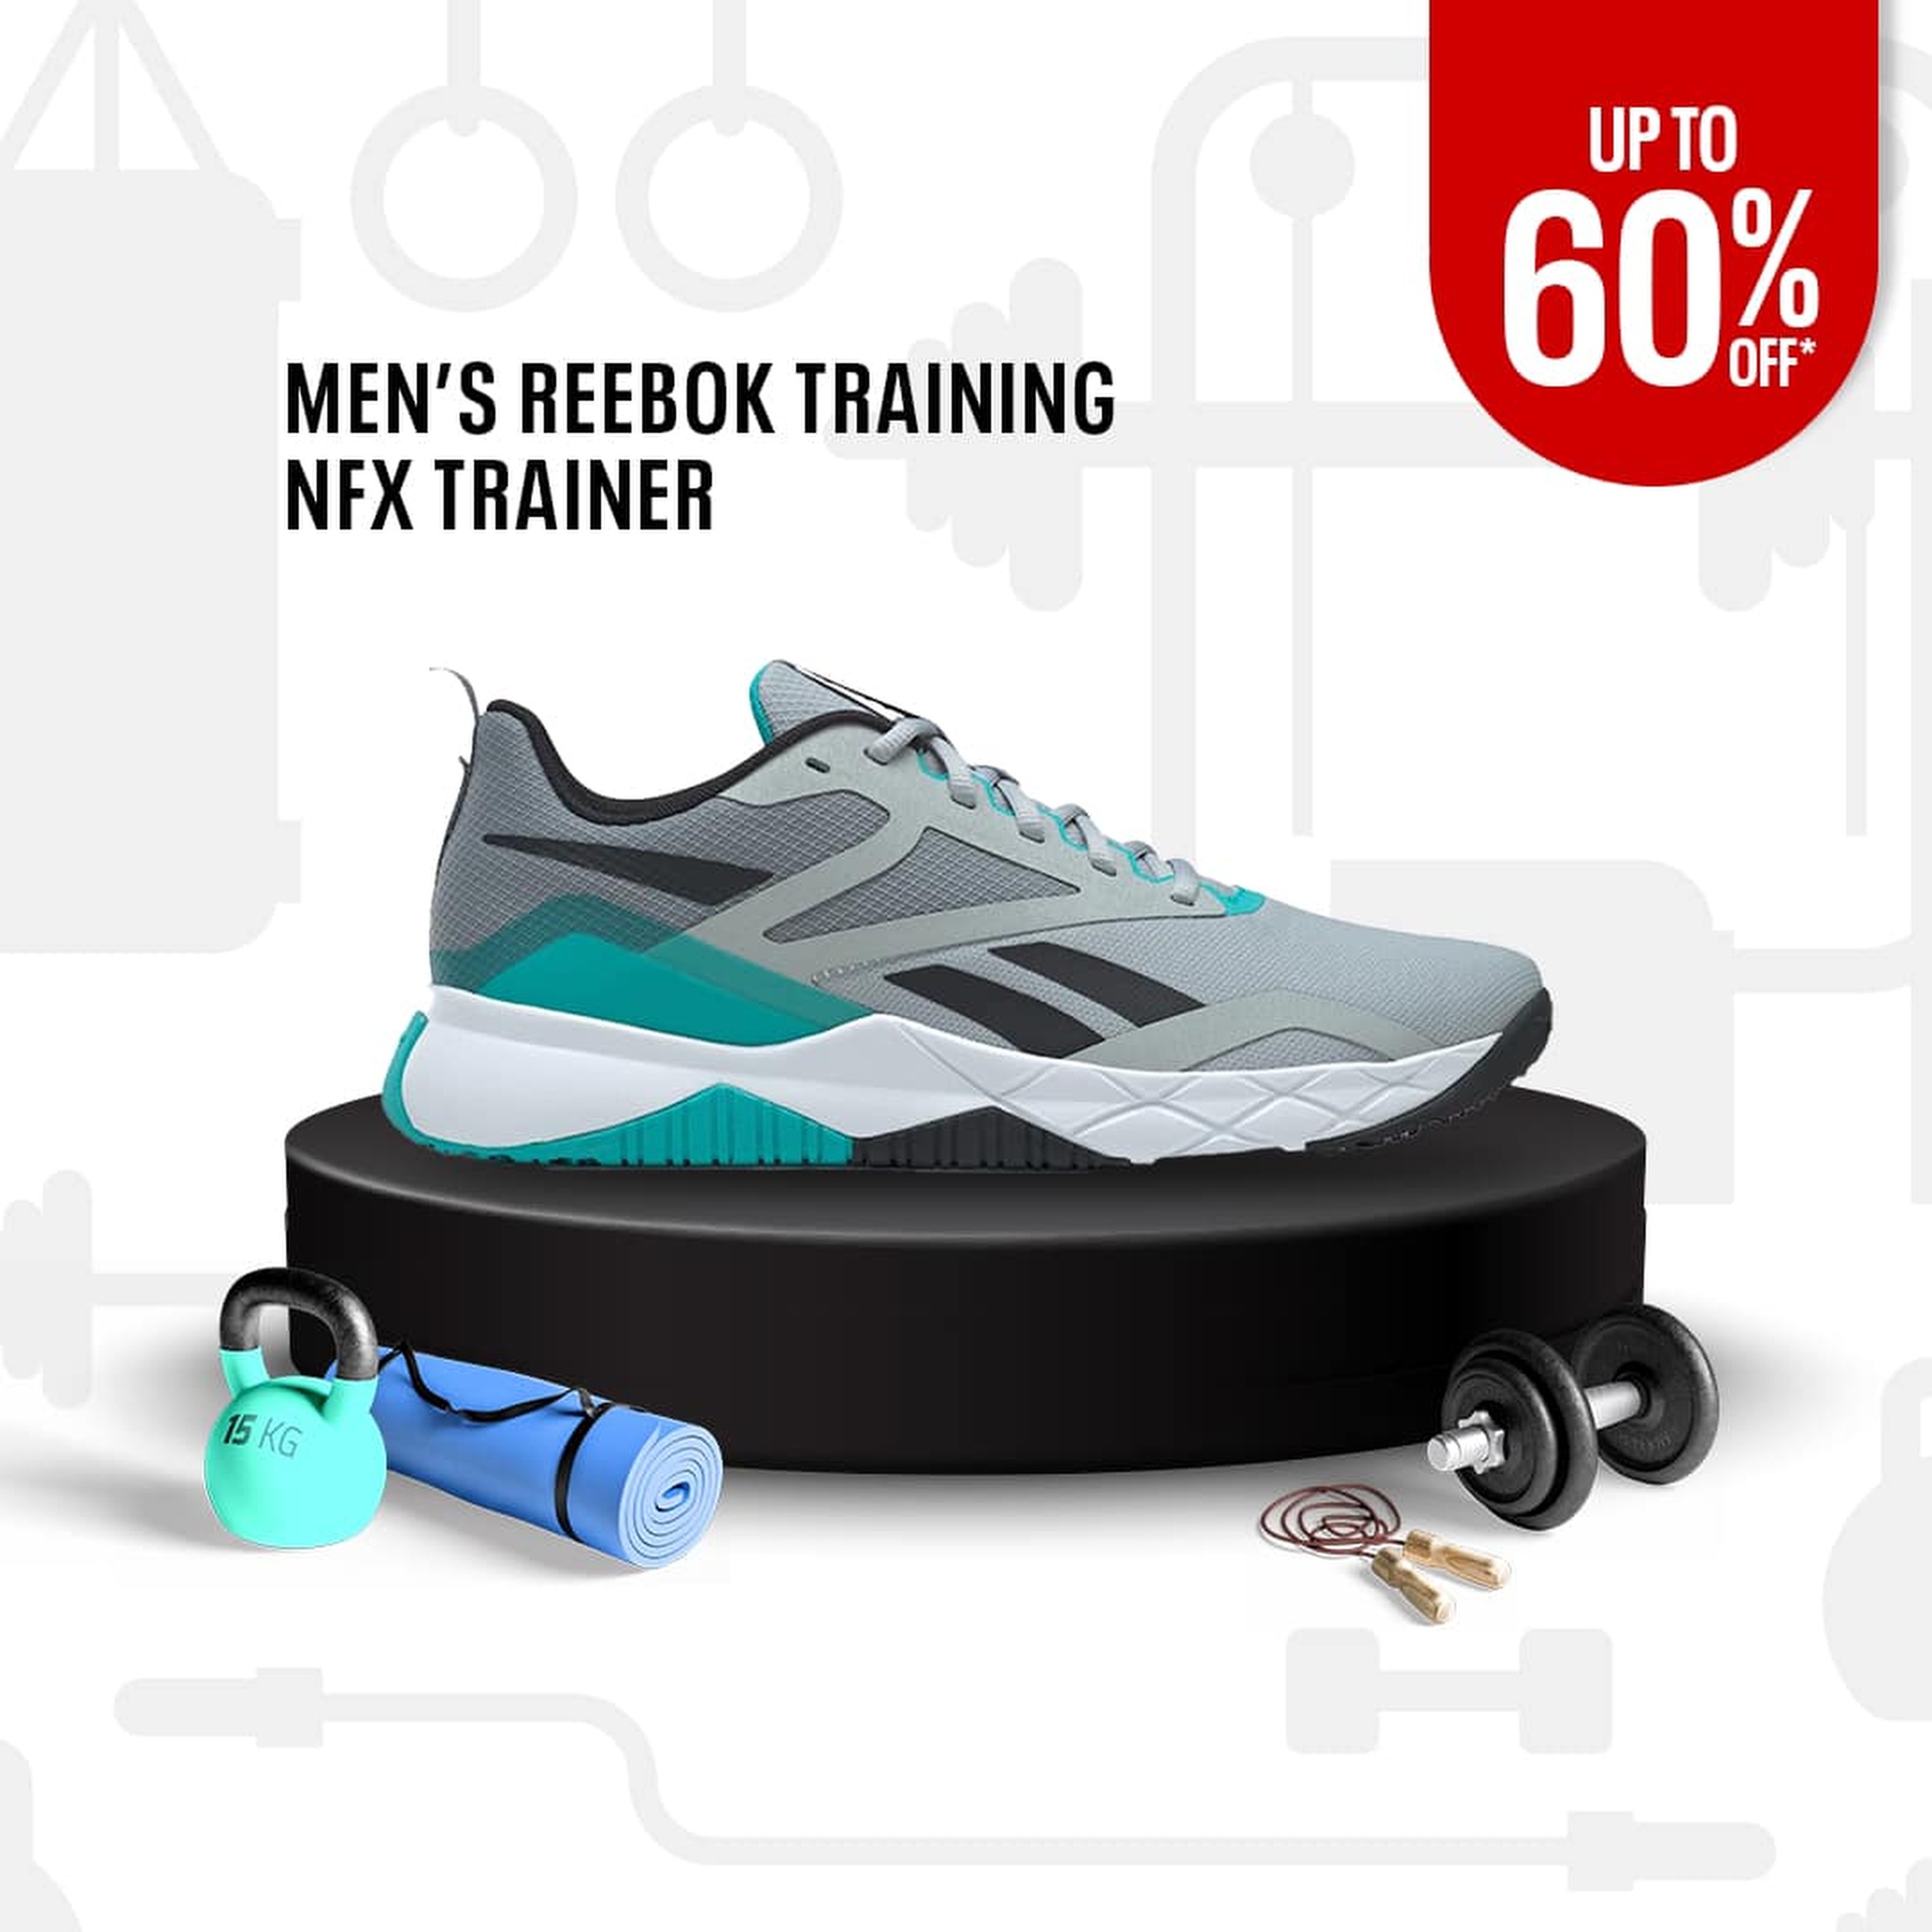 UP TO
60%
OFF*
MEN’S REEBOK TRAINING
NFX TRAINER
15 KG